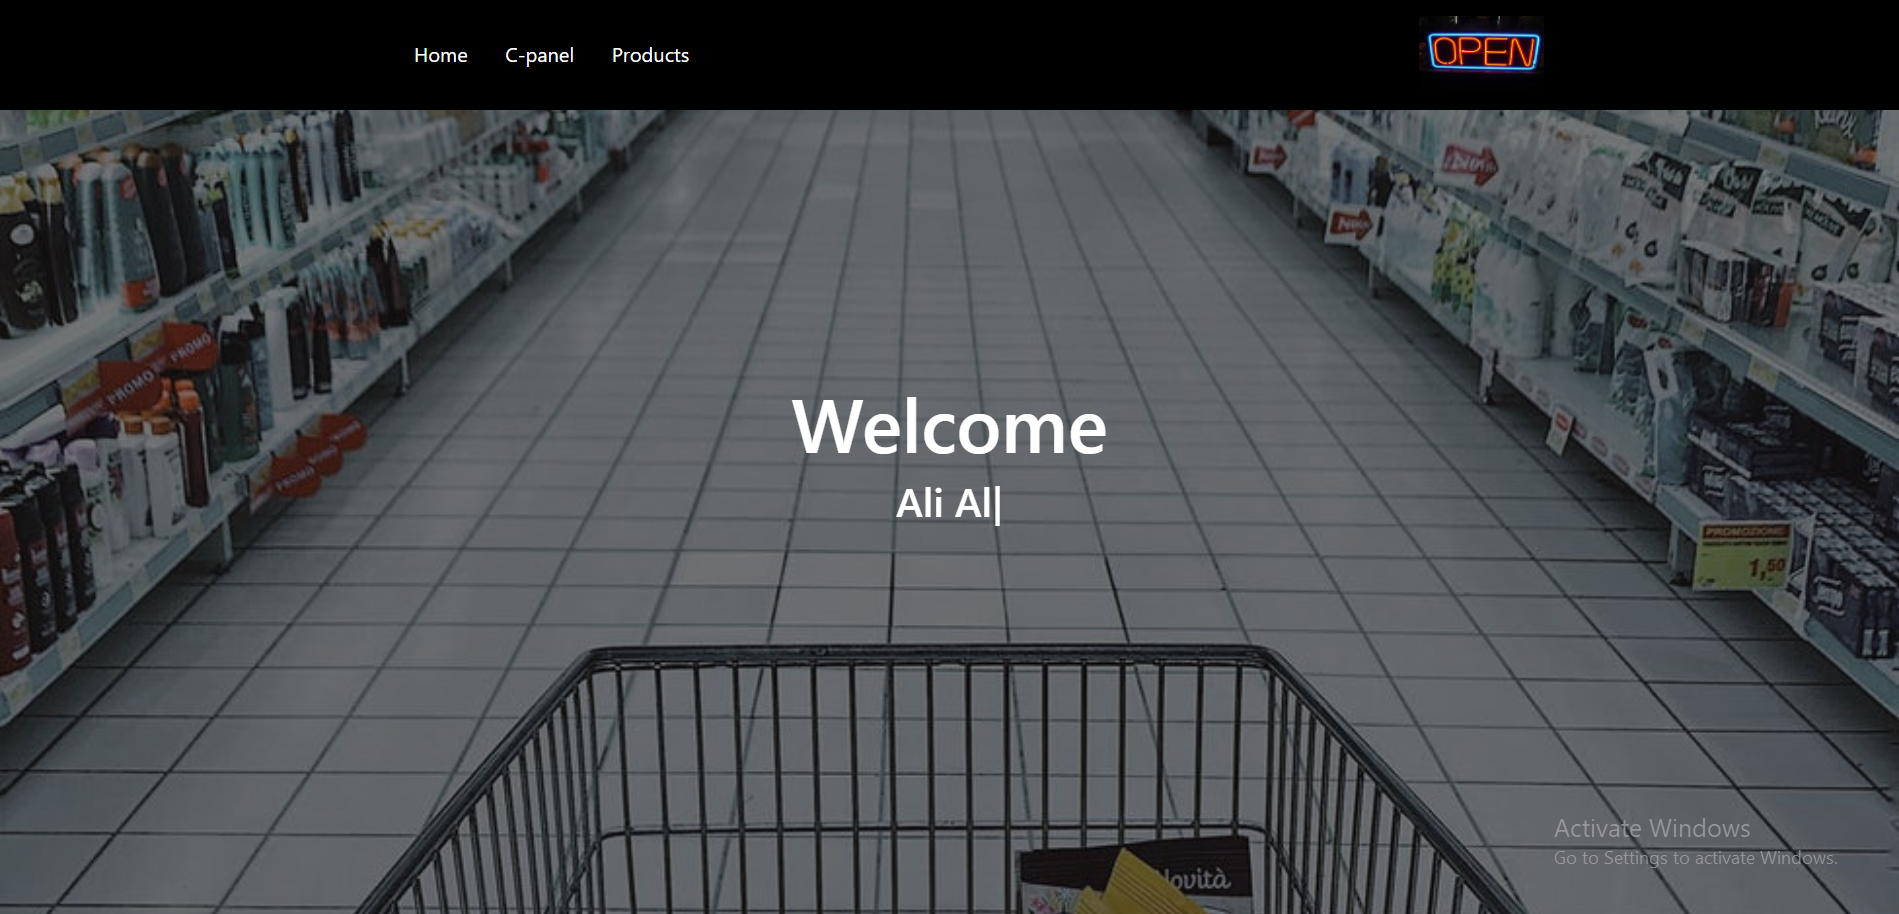 Home C-panel Products
OPEN
PROMO
PROMO
PROMO
Welcome
Ali Al|
PROMOZIONE
1,50
Novità
Activate Windows
Go to Settings to activate Windows.